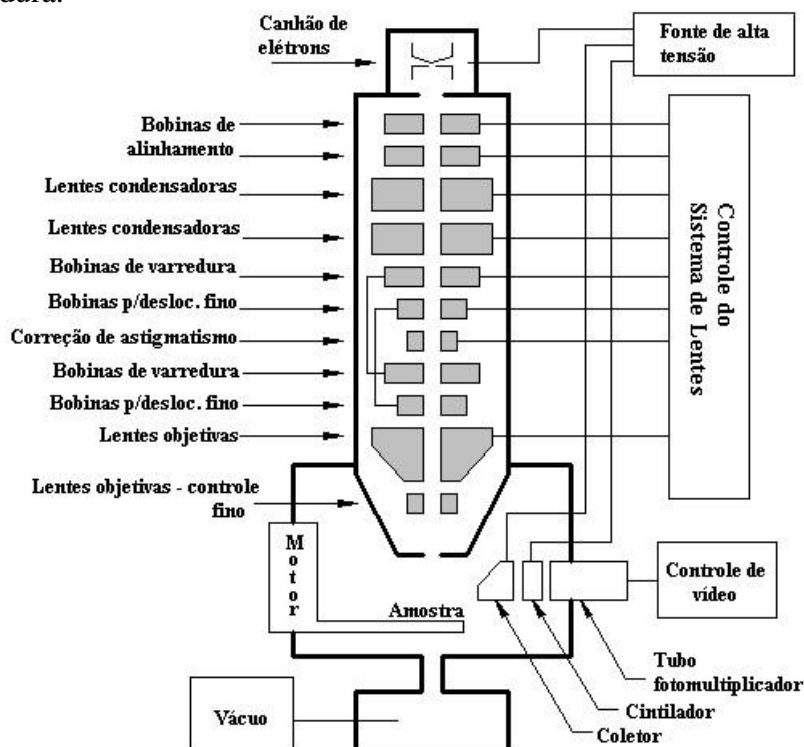 dura.
Canhão de
elétrons
Fonte de alta
tensão
Bobinas de
alinhamento
Lentes condensadoras
Lentes condensadoras
Bobinas de varredura
Bobinas p/desloc. fino
Correção de astigmatismo
Bobinas de varredura
Bobinas p/desloc. fino
Lentes objetivas
Lentes objetivas - controle
fino
Controle do
Sistema de Lentes
Motor
Amostra
Controle de
vídeo
Tubo
fotomultiplicador
Cintilador
Coletor
Vácuo